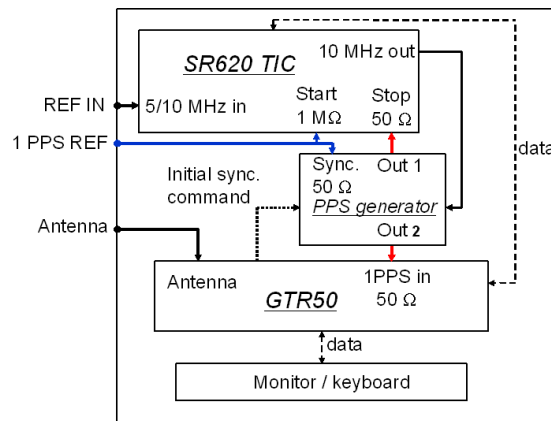 SR620 TIC
10 MHz out
REF IN
5/10 MHz in
Start
1 MΩ
Stop
50 Ω
1 PPS REF
data
Initial sync.
command
Sync.
50 Ω
Out 1
PPS generator
Out 2
Antenna
Antenna
1PPS in
50 Ω
GTR50
data
Monitor / keyboard